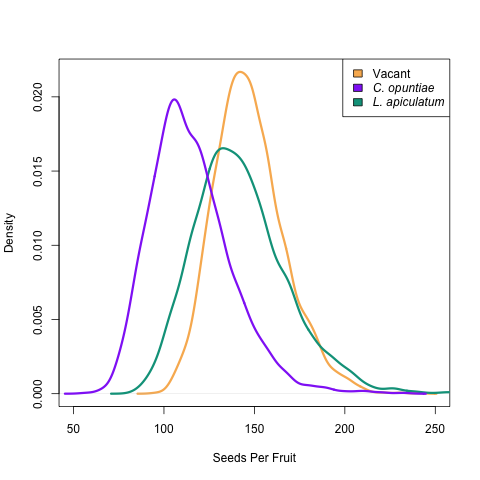 Vacant
C. opuntiae
L. apiculatum
Density
0.020
0.015
0.010
0.005
0.000
50 100 150 200 250
Seeds Per Fruit